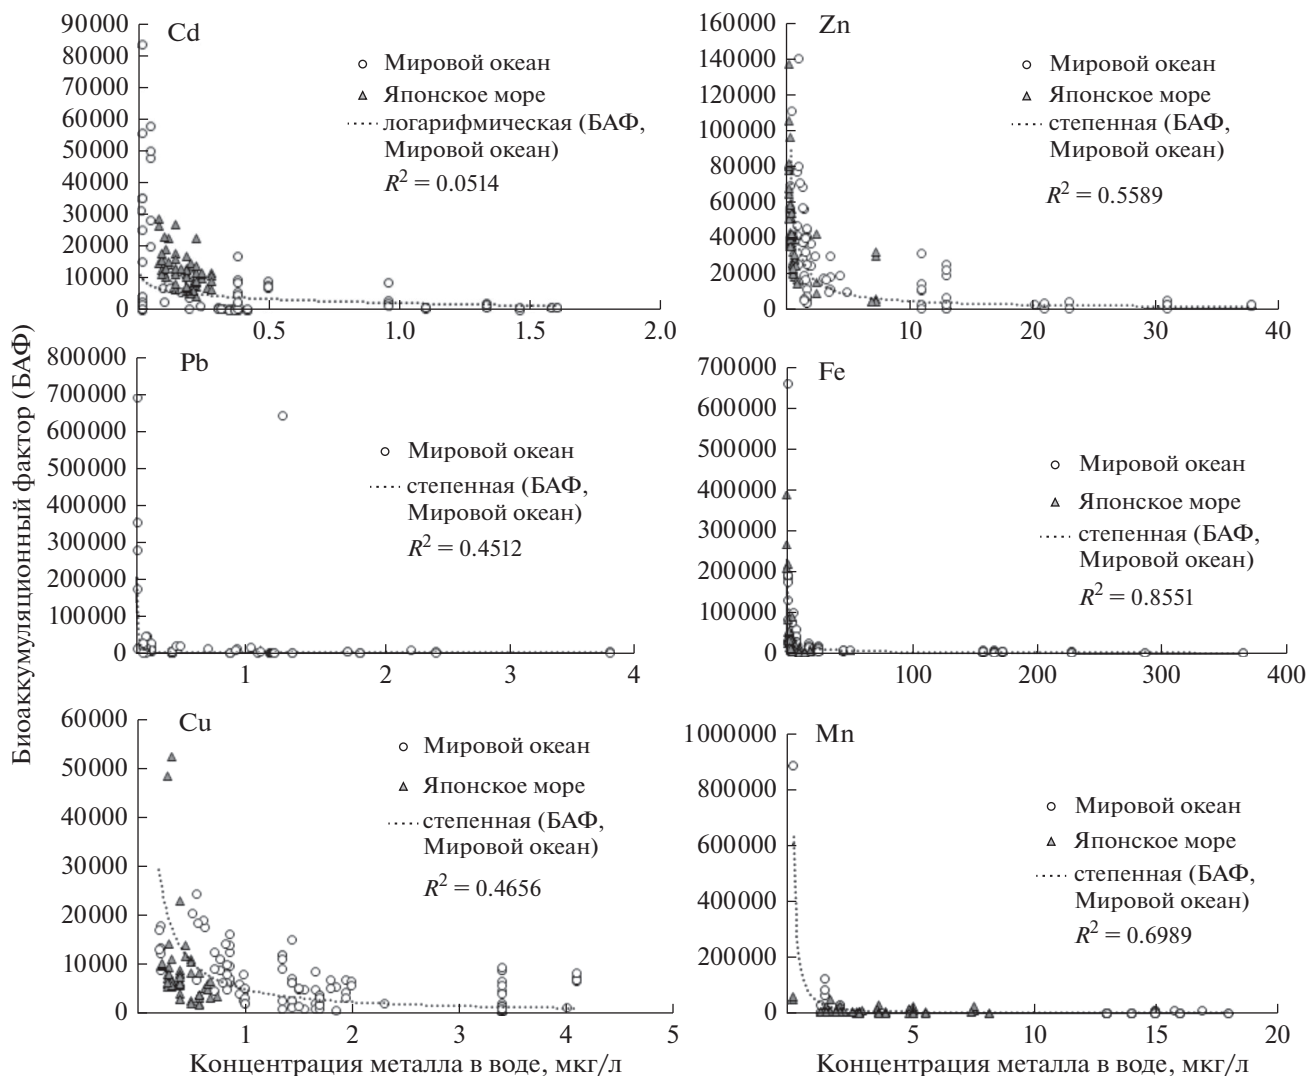 Биоаккумуляционный фактор (БАФ)
Cd
90000
80000
70000
60000
50000
40000
30000
20000
10000
0
0.5
1.0
1.5
2.0
Мировой океан
Японское море
логарифмическая (БАФ,
Мировой океан)
R² = 0.0514
Zn
160000
140000
120000
100000
80000
60000
40000
20000
0
10
20
30
40
Мировой океан
Японское море
степенная (БАФ,
Мировой океан)
R² = 0.5589
Pb
800000
700000
600000
500000
400000
300000
200000
100000
0
1
2
3
4
Мировой океан
степенная (БАФ,
Мировой океан)
R² = 0.4512
Fe
700000
600000
500000
400000
300000
200000
100000
0
100
200
300
400
Мировой океан
Японское море
степенная (БАФ,
Мировой океан)
R² = 0.8551
Cu
60000
50000
40000
30000
20000
10000
0
1
2
3
4
5
Мировой океан
Японское море
степенная (БАФ,
Мировой океан)
R² = 0.4656
Концентрация металла в воде, мкг/л
Mn
1000000
800000
600000
400000
200000
0
5
10
15
20
Мировой океан
Японское море
степенная (БАФ,
Мировой океан)
R² = 0.6989
Концентрация металла в воде, мкг/л